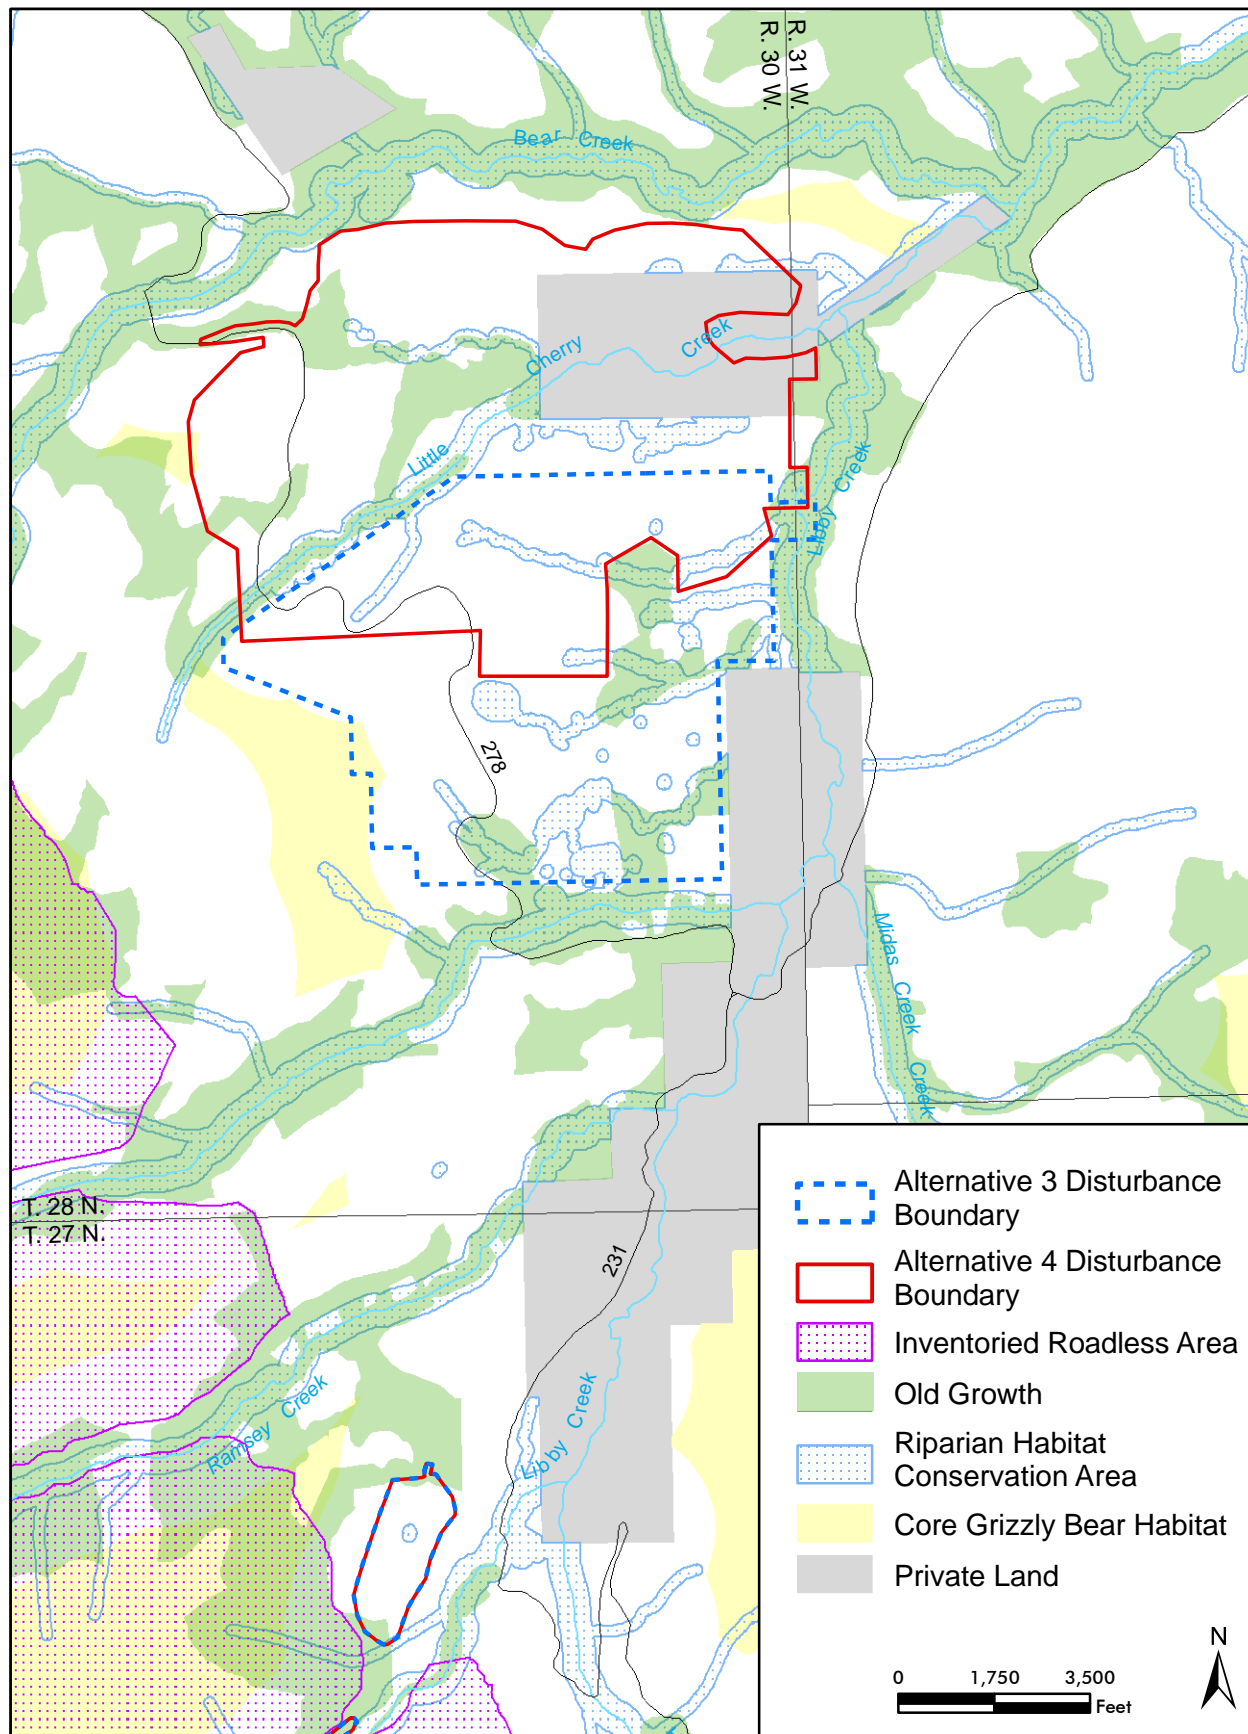 R. 31 W.
R. 30 W.
Bear Creek
Cherry Creek
Little
Libby Creek
278
Midas Creek
Creek
T. 28 N.
T. 27 N.
231
Ramsey Creek
Libby Creek
Alternative 3 Disturbance
Boundary
Alternative 4 Disturbance
Boundary
Inventoried Roadless Area
Old Growth
Riparian Habitat
Conservation Area
Core Grizzly Bear Habitat
Private Land
N
0 1,750 3,500
Feet